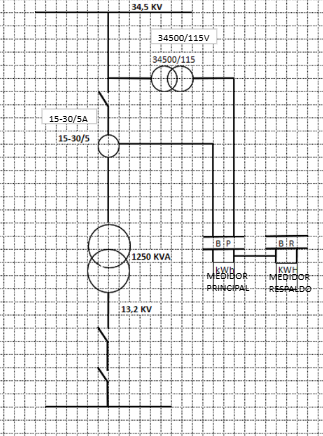 34,5 KV
34500/115V
34500/115
15-30/5A
15-30/5
B P
B R
1250 KVA
kWh
KWH
MEDIDOR
PRINCIPAL
MEDIDOR
RESPALDO
13,2 KV